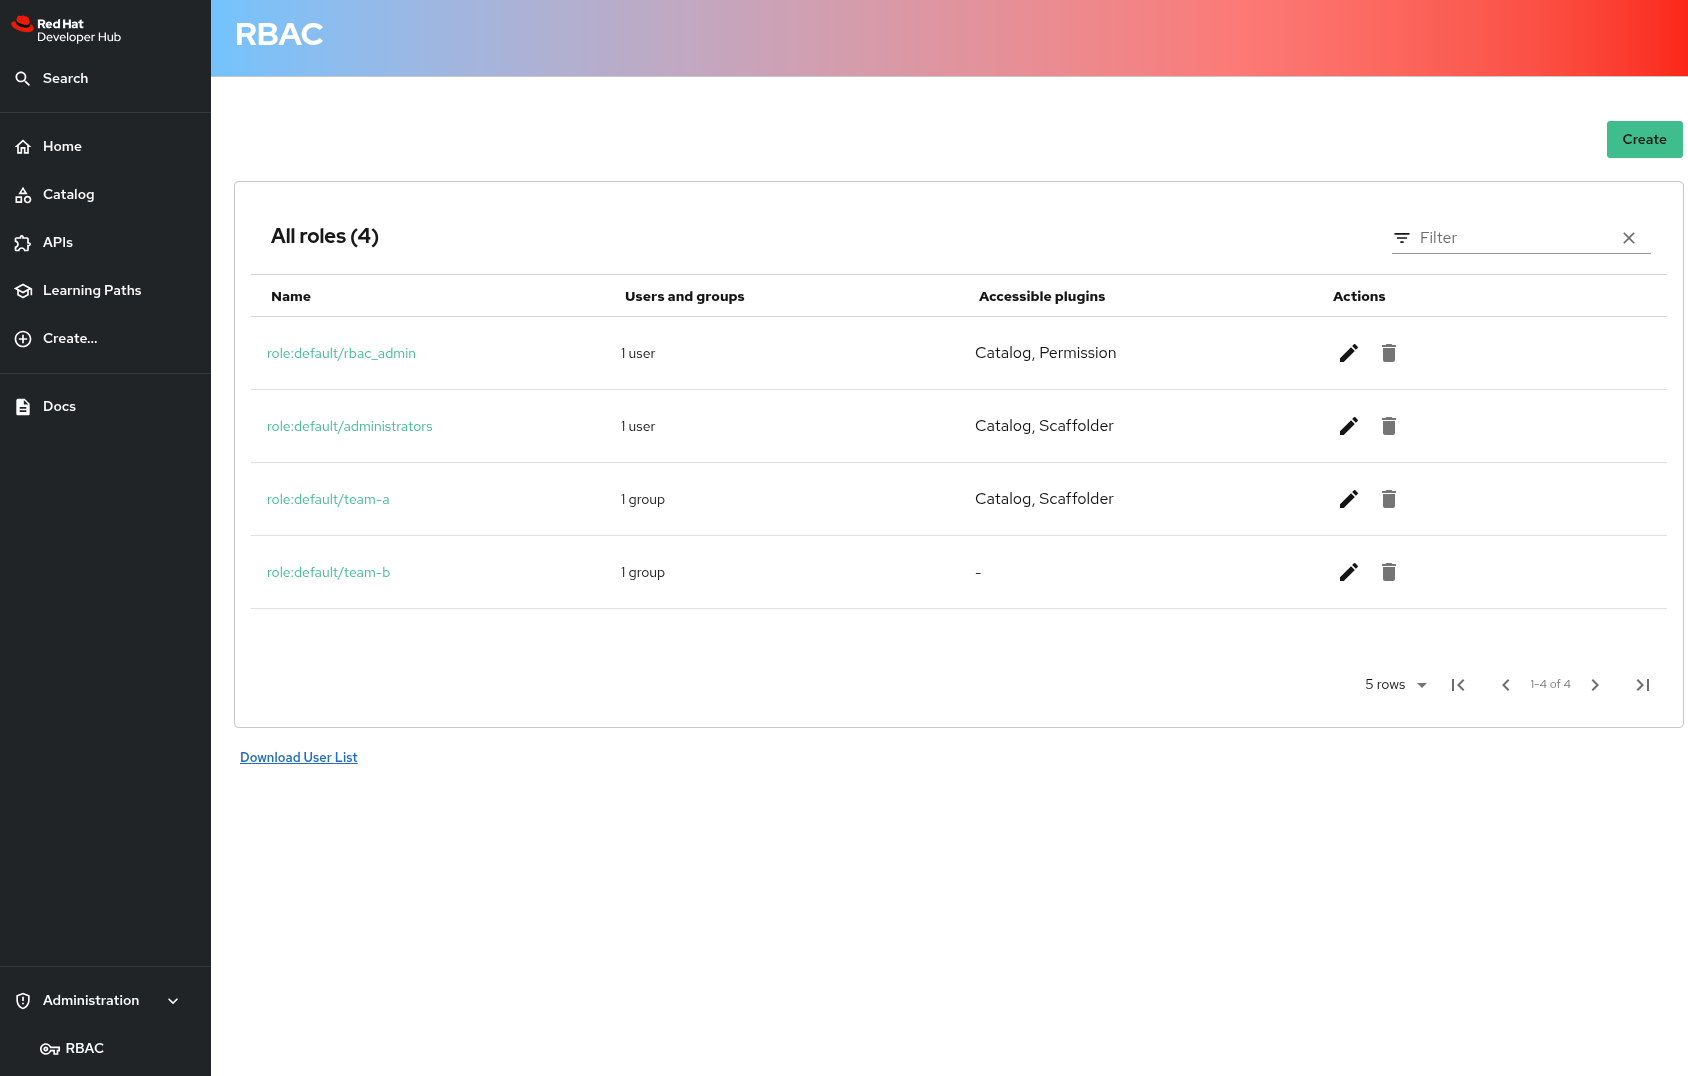 Red Hat
Developer Hub
Search
Home
Catalog
APIs
Learning Paths
Create...
Docs
Administration
RBAC
RBAC
Create
All roles (4)
Filter
Name Users and groups Accessible plugins Actions
role:default/rbac_admin 1 user Catalog, Permission
role:default/administrators 1 user Catalog, Scaffolder
role:default/team-a 1 group Catalog, Scaffolder
role:default/team-b 1 group -
5 rows 1-4 of 4
Download User List